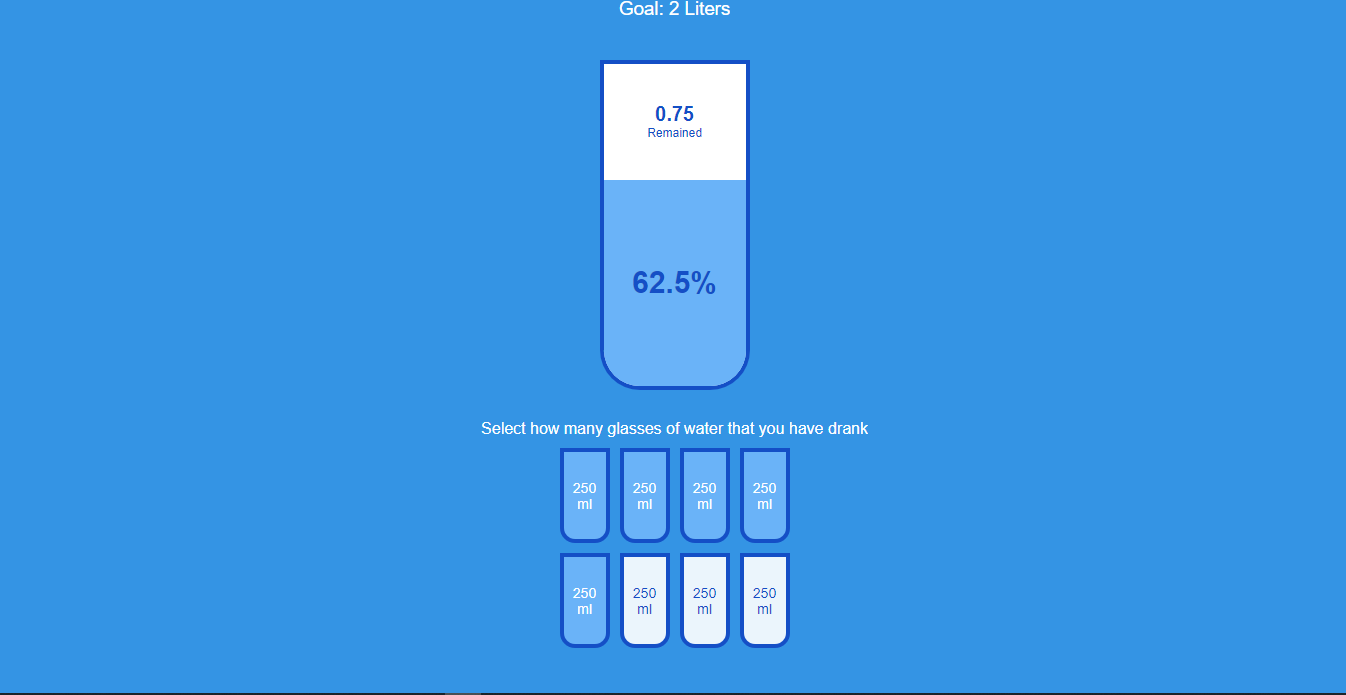 Goal: 2 Liters
0.75
Remained
62.5%
Select how many glasses of water that you have drank
250 250 250 250
ml ml ml ml
250 250 250 250
ml ml ml ml